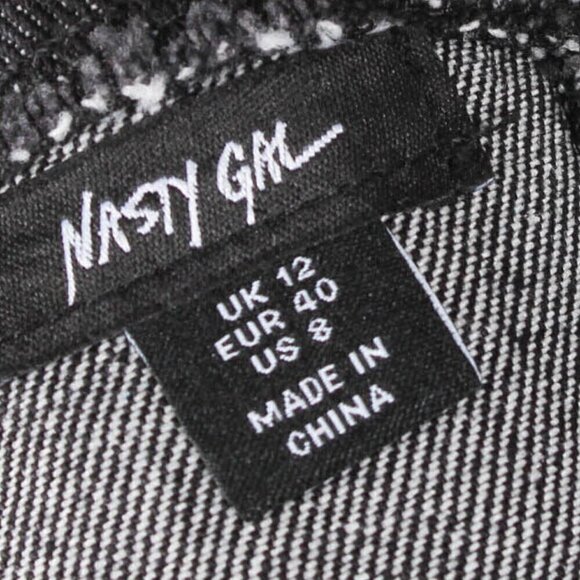 NASTY GAL
UK 12
EUR 40
US 8
MADE IN
CHINA